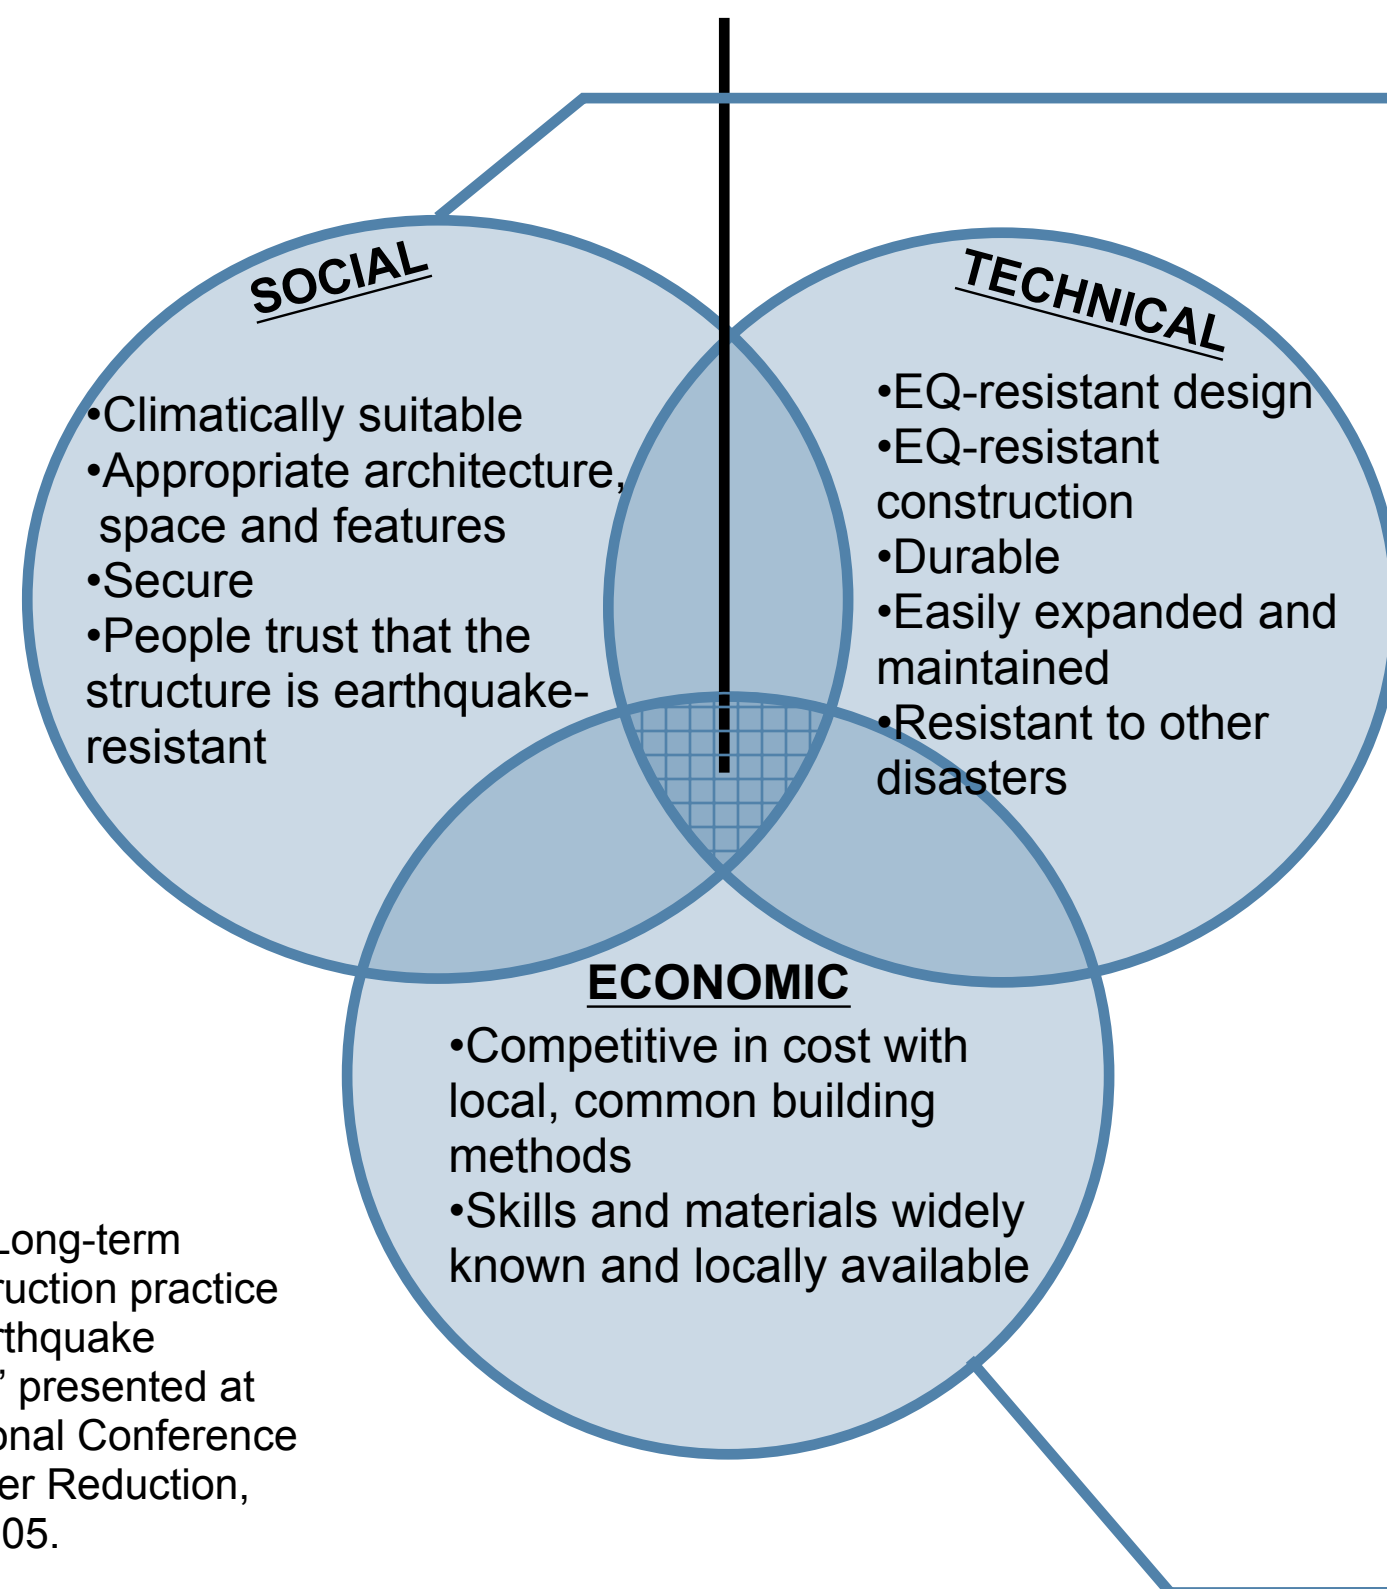 SOCIAL
•Climatically suitable
•Appropriate architecture,
space and features
•Secure
•People trust that the
structure is earthquake-
resistant
TECHNICAL
•EQ-resistant design
•EQ-resistant
construction
•Durable
•Easily expanded and
maintained
•Resistant to other
disasters
ECONOMIC
•Competitive in cost with
local, common building
methods
•Skills and materials widely
known and locally available
Long-term
ruction practice
rthquake
” presented at
onal Conference
er Reduction,
05.